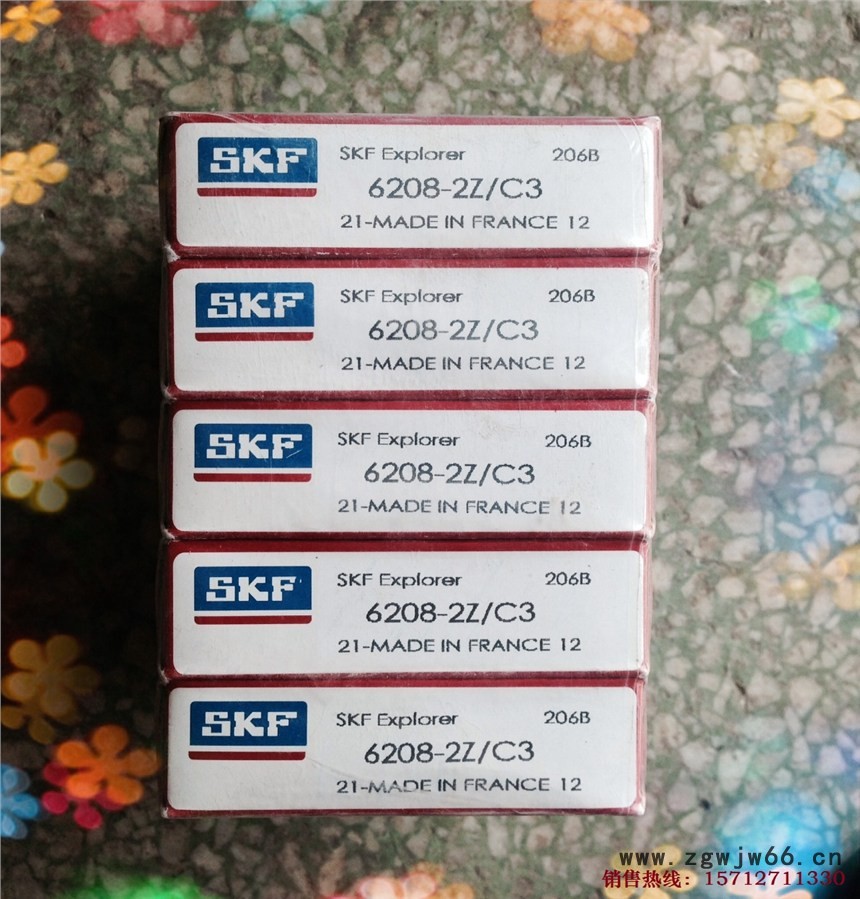 SKF
SKF Explorer 206B
6208-2Z/C3
21-MADE IN FRANCE 12
SKF
SKF Explorer 206B
6208-2Z/C3
21-MADE IN FRANCE 12
SKF
SKF Explorer 206B
6208-2Z/C3
21-MADE IN FRANCE 12
SKF
SKF Explorer 206B
6208-2Z/C3
21-MADE IN FRANCE 12
SKF
SKF Explorer 206B
6208-2Z/C3
21-MADE IN FRANCE 12
www.zgwjw66.cn
销售热线：15712711330